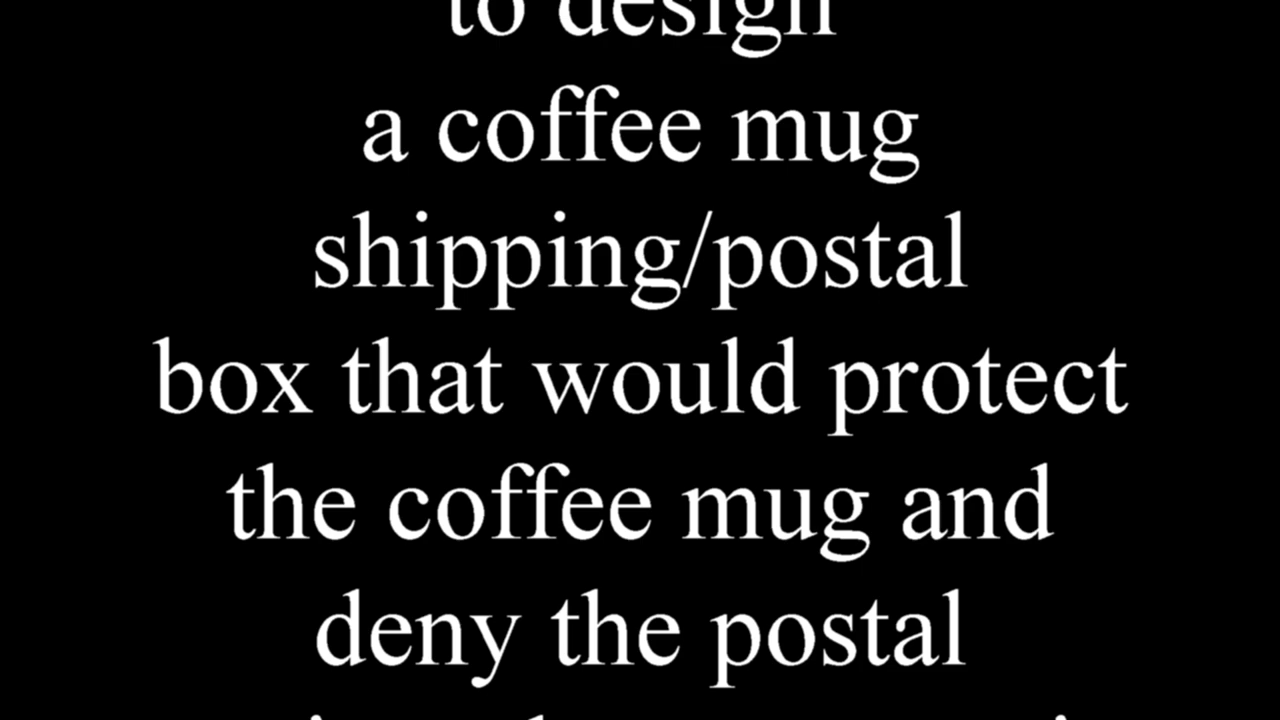 to design
a coffee mug
shipping/postal
box that would protect
the coffee mug and
deny the postal